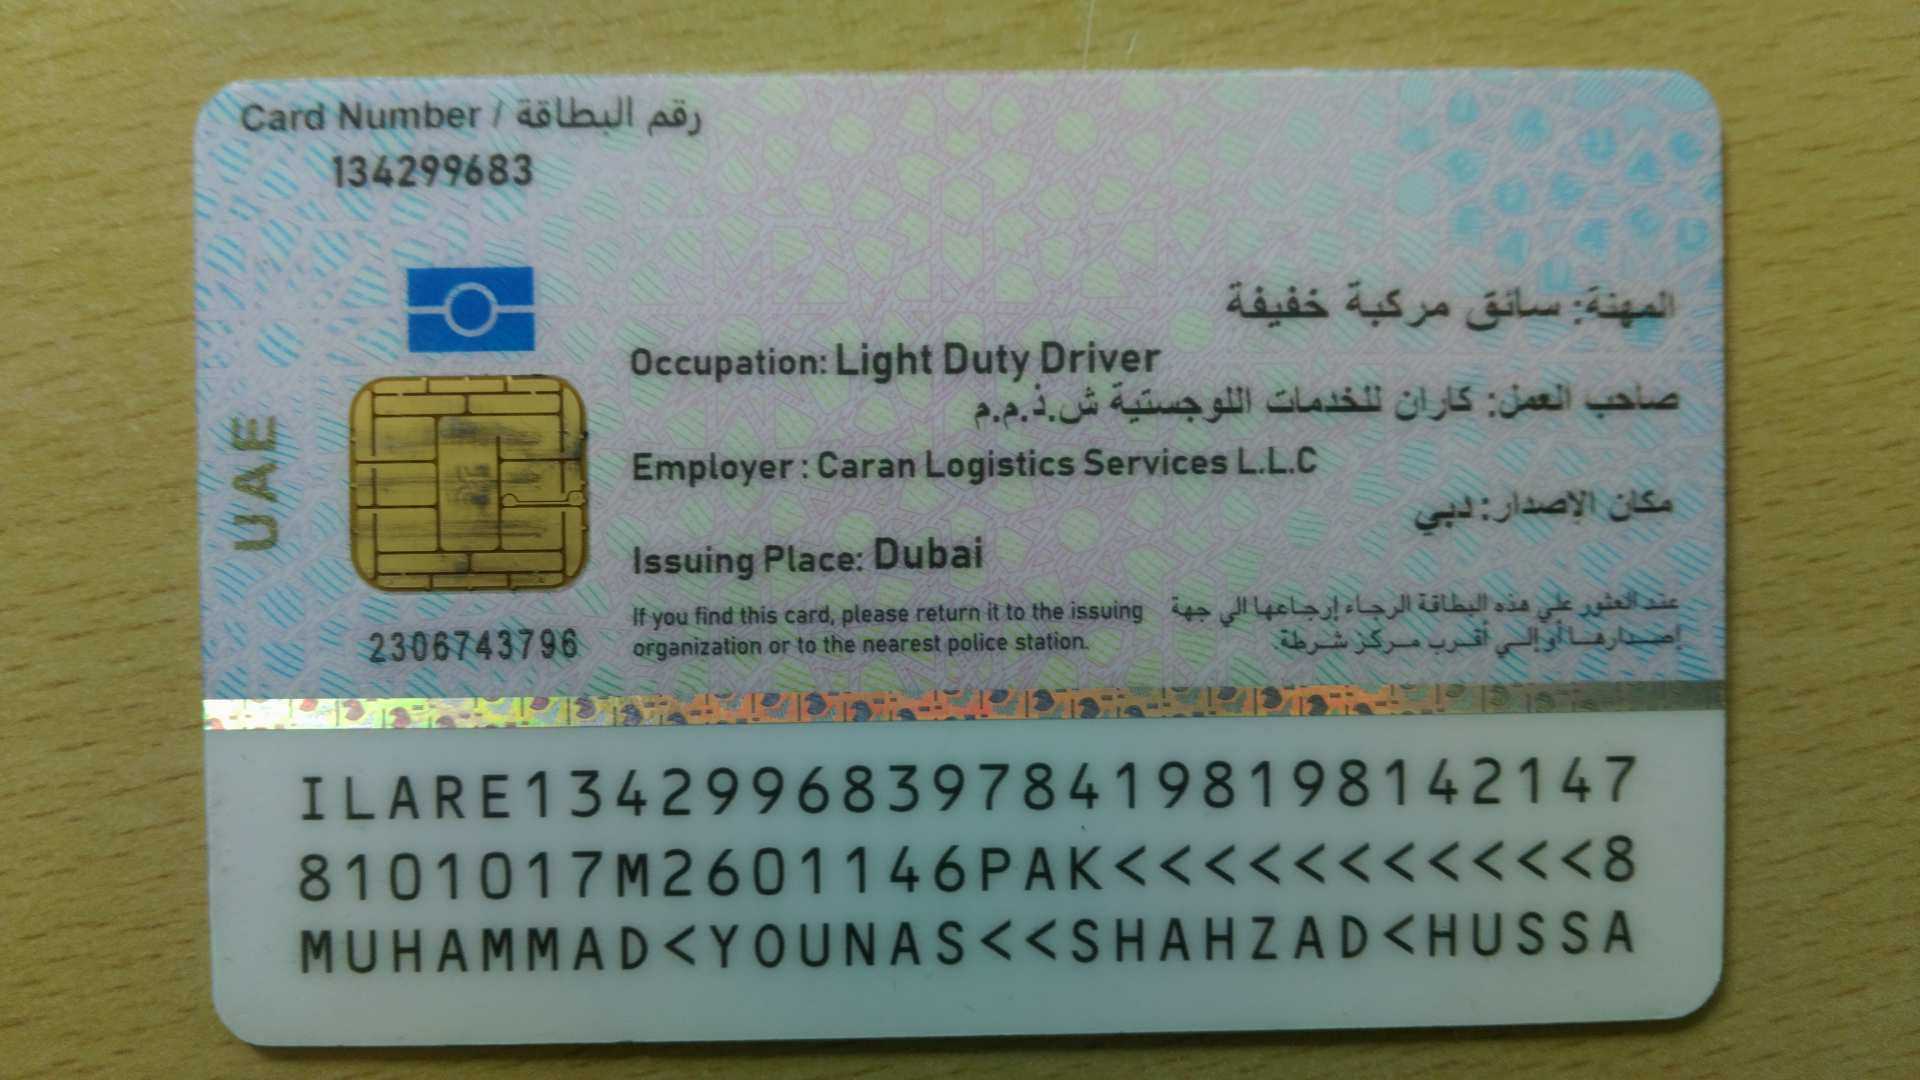 Card Number / رقم البطاقة
134299683
المهنة: سائق مركبة خفيفة
Occupation: Light Duty Driver
صاحب العمل: كاران للخدمات اللوجستية ش.ذ.م.م
Employer : Caran Logistics Services L.L.C
مكان الإصدار: دبي
Issuing Place: Dubai
If you find this card, please return it to the issuing
organization or to the nearest police station.
عند العثور علي هذه البطاقة الرجاء إرجاعها الي جهة
إصدارها أو إلي أقرب مركز شرطة.
UAE
2306743796
ILARE1342996839784198198142147
8101017M2601146PAK<<<<<<<<<<<8
MUHAMMAD<YOUNAS<<SHAHZAD<HUSSA